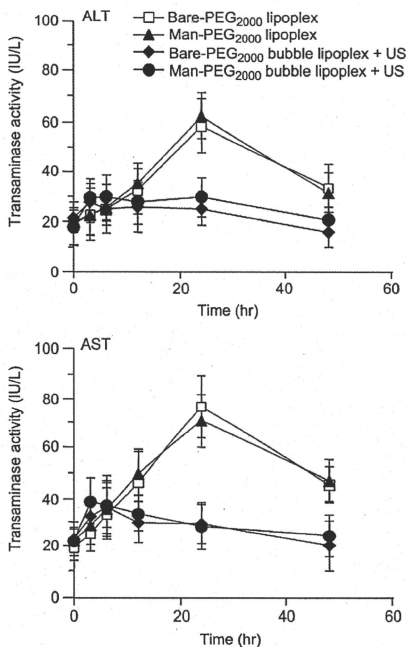 ALT
Bare-PEG2000 lipoplex
Man-PEG2000 lipoplex
Bare-PEG2000 bubble lipoplex + US
Man-PEG2000 bubble lipoplex + US
Transaminase activity (IU/L)
100
80
60
40
20
0
0 20 40 60
Time (hr)
AST
Transaminase activity (IU/L)
100
80
60
40
20
0
0 20 40 60
Time (hr)